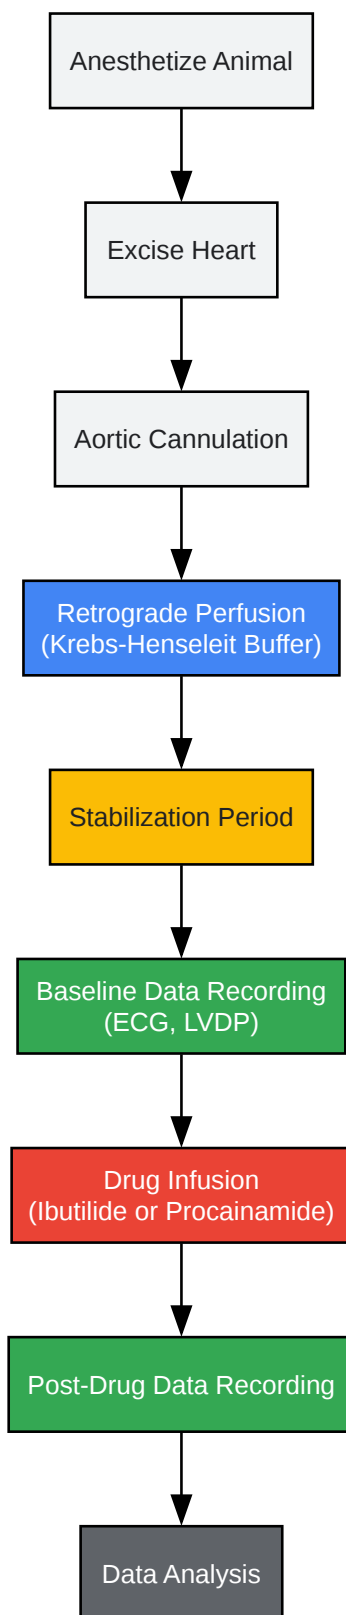 Anesthetize Animal
Excise Heart
Aortic Cannulation
Retrograde Perfusion
(Krebs-Henseleit Buffer)
Stabilization Period
Baseline Data Recording
(ECG, LVDP)
Drug Infusion
(Ibutilide or Procainamide)
Post-Drug Data Recording
Data Analysis